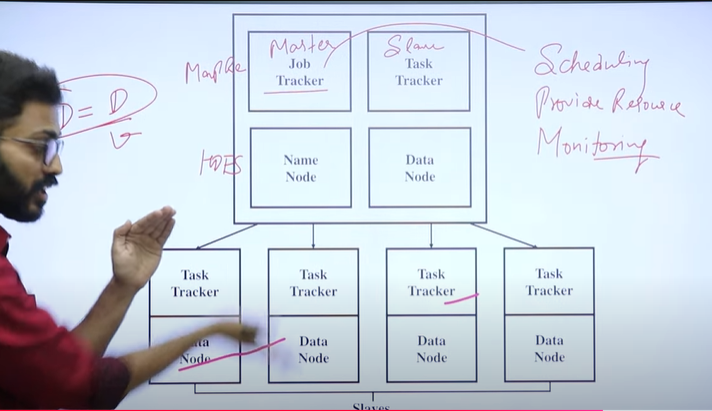 Master
Job
Tracker
Slave
Task
Tracker
Scheduling
Provide Resource
Monitoring
D = D
HDFS
Name
Node
Data
Node
Task
Tracker
Task
Tracker
Task
Tracker
Task
Tracker
Node
Data
Node
Data
Node
Data
Node
Slaves